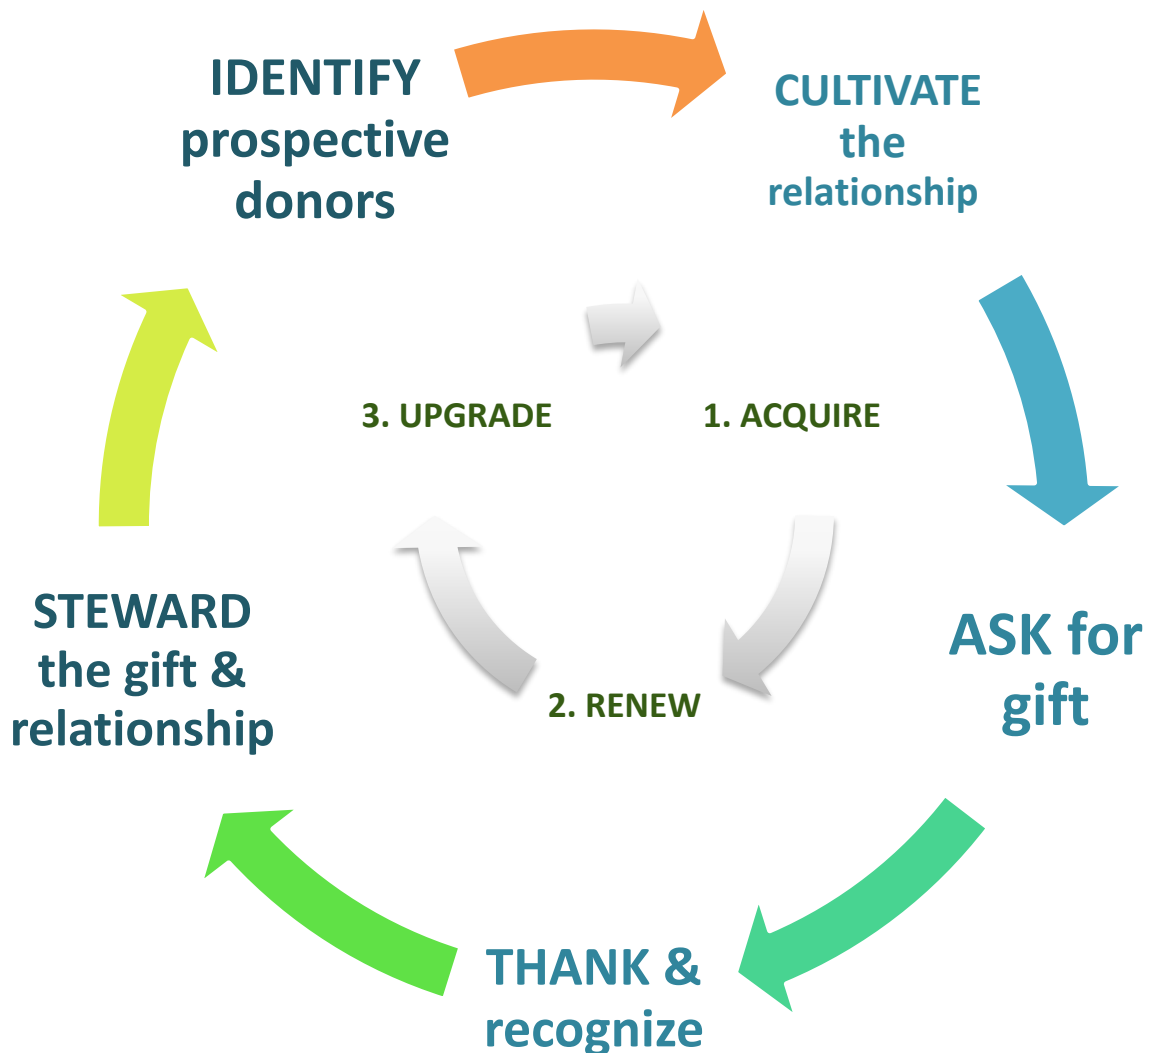 IDENTIFY
prospective
donors
CULTIVATE
the
relationship
3. UPGRADE
1. ACQUIRE
STEWARD
the gift &
relationship
ASK for
gift
2. RENEW
THANK &
recognize